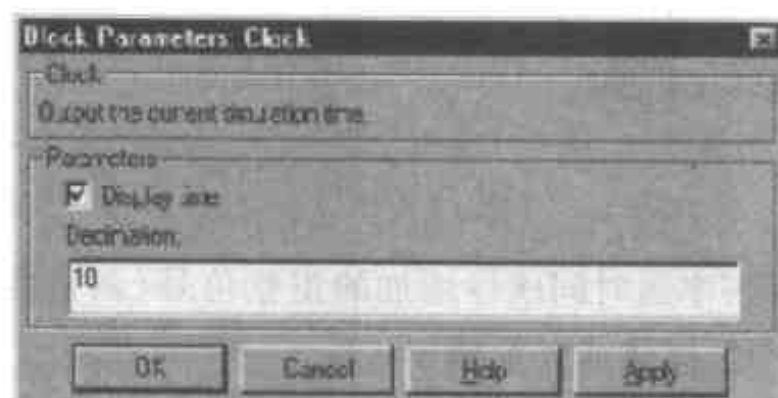 Block Parameters: Clock
Clock
Output the current simulation time.
Parameters
Display time
Decimation:
10
OK
Cancel
Help
Apply